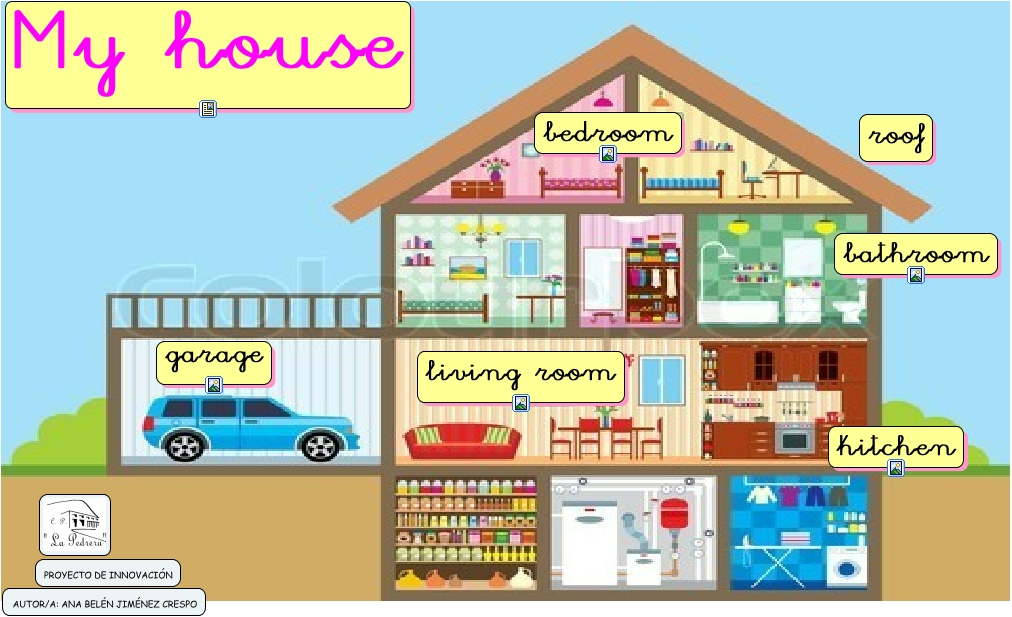 My house
bedroom
roof
bathroom
garage
living room
kitchen
C. P.
"La Pedrera"
PROYECTO DE INNOVACIÓN
AUTOR/A: ANA BELÉN JIMÉNEZ CRESPO
colourbox